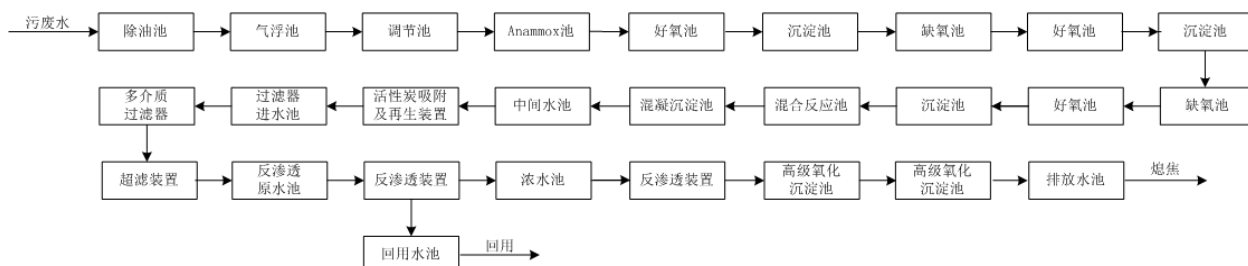 污废水
除油池
气浮池
调节池
Anammox池
好氧池
沉淀池
缺氧池
好氧池
沉淀池
多介质
过滤器
过滤器
进水池
活性炭吸附
及再生装置
中间水池
混凝沉淀池
混合反应池
沉淀池
好氧池
缺氧池
超滤装置
反渗透
原水池
反渗透装置
浓水池
反渗透装置
高级氧化
沉淀池
高级氧化
沉淀池
排放水池
熄焦
回用水池
回用